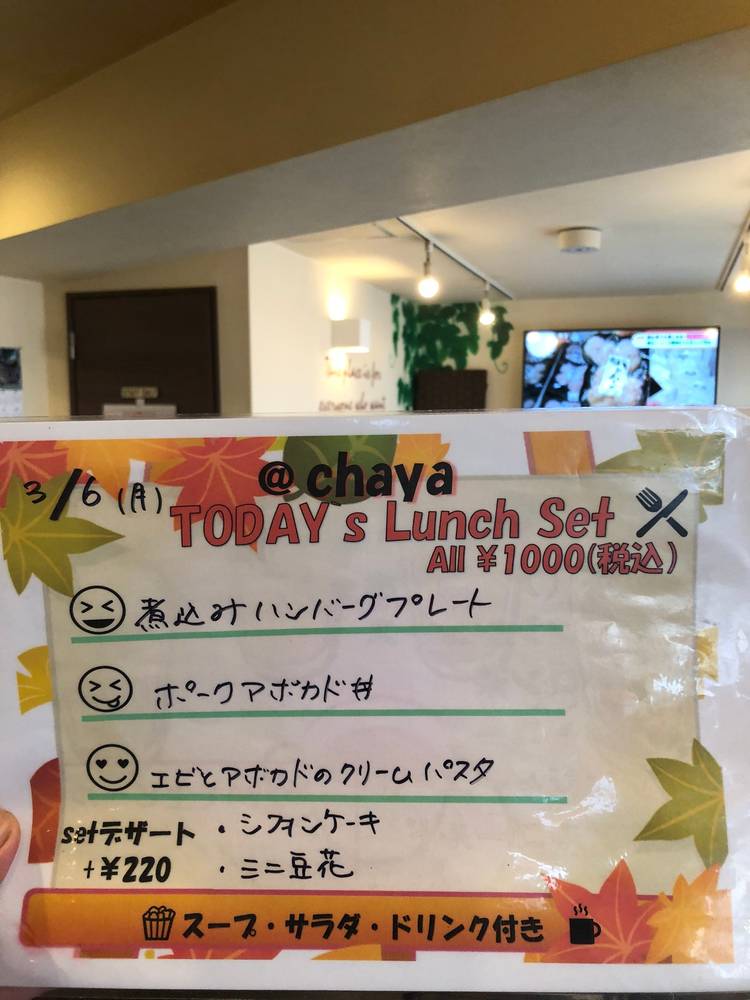 3/6(月)
@chaya
TODAY s Lunch Set
All ¥1000(税込)
煮込みハンバーグプレート
ポークアボカド丼
エビとアボカドのクリームパスタ
setデザート
+¥220
・シフォンケーキ
・ミニ豆花
スープ・サラダ・ドリンク付き